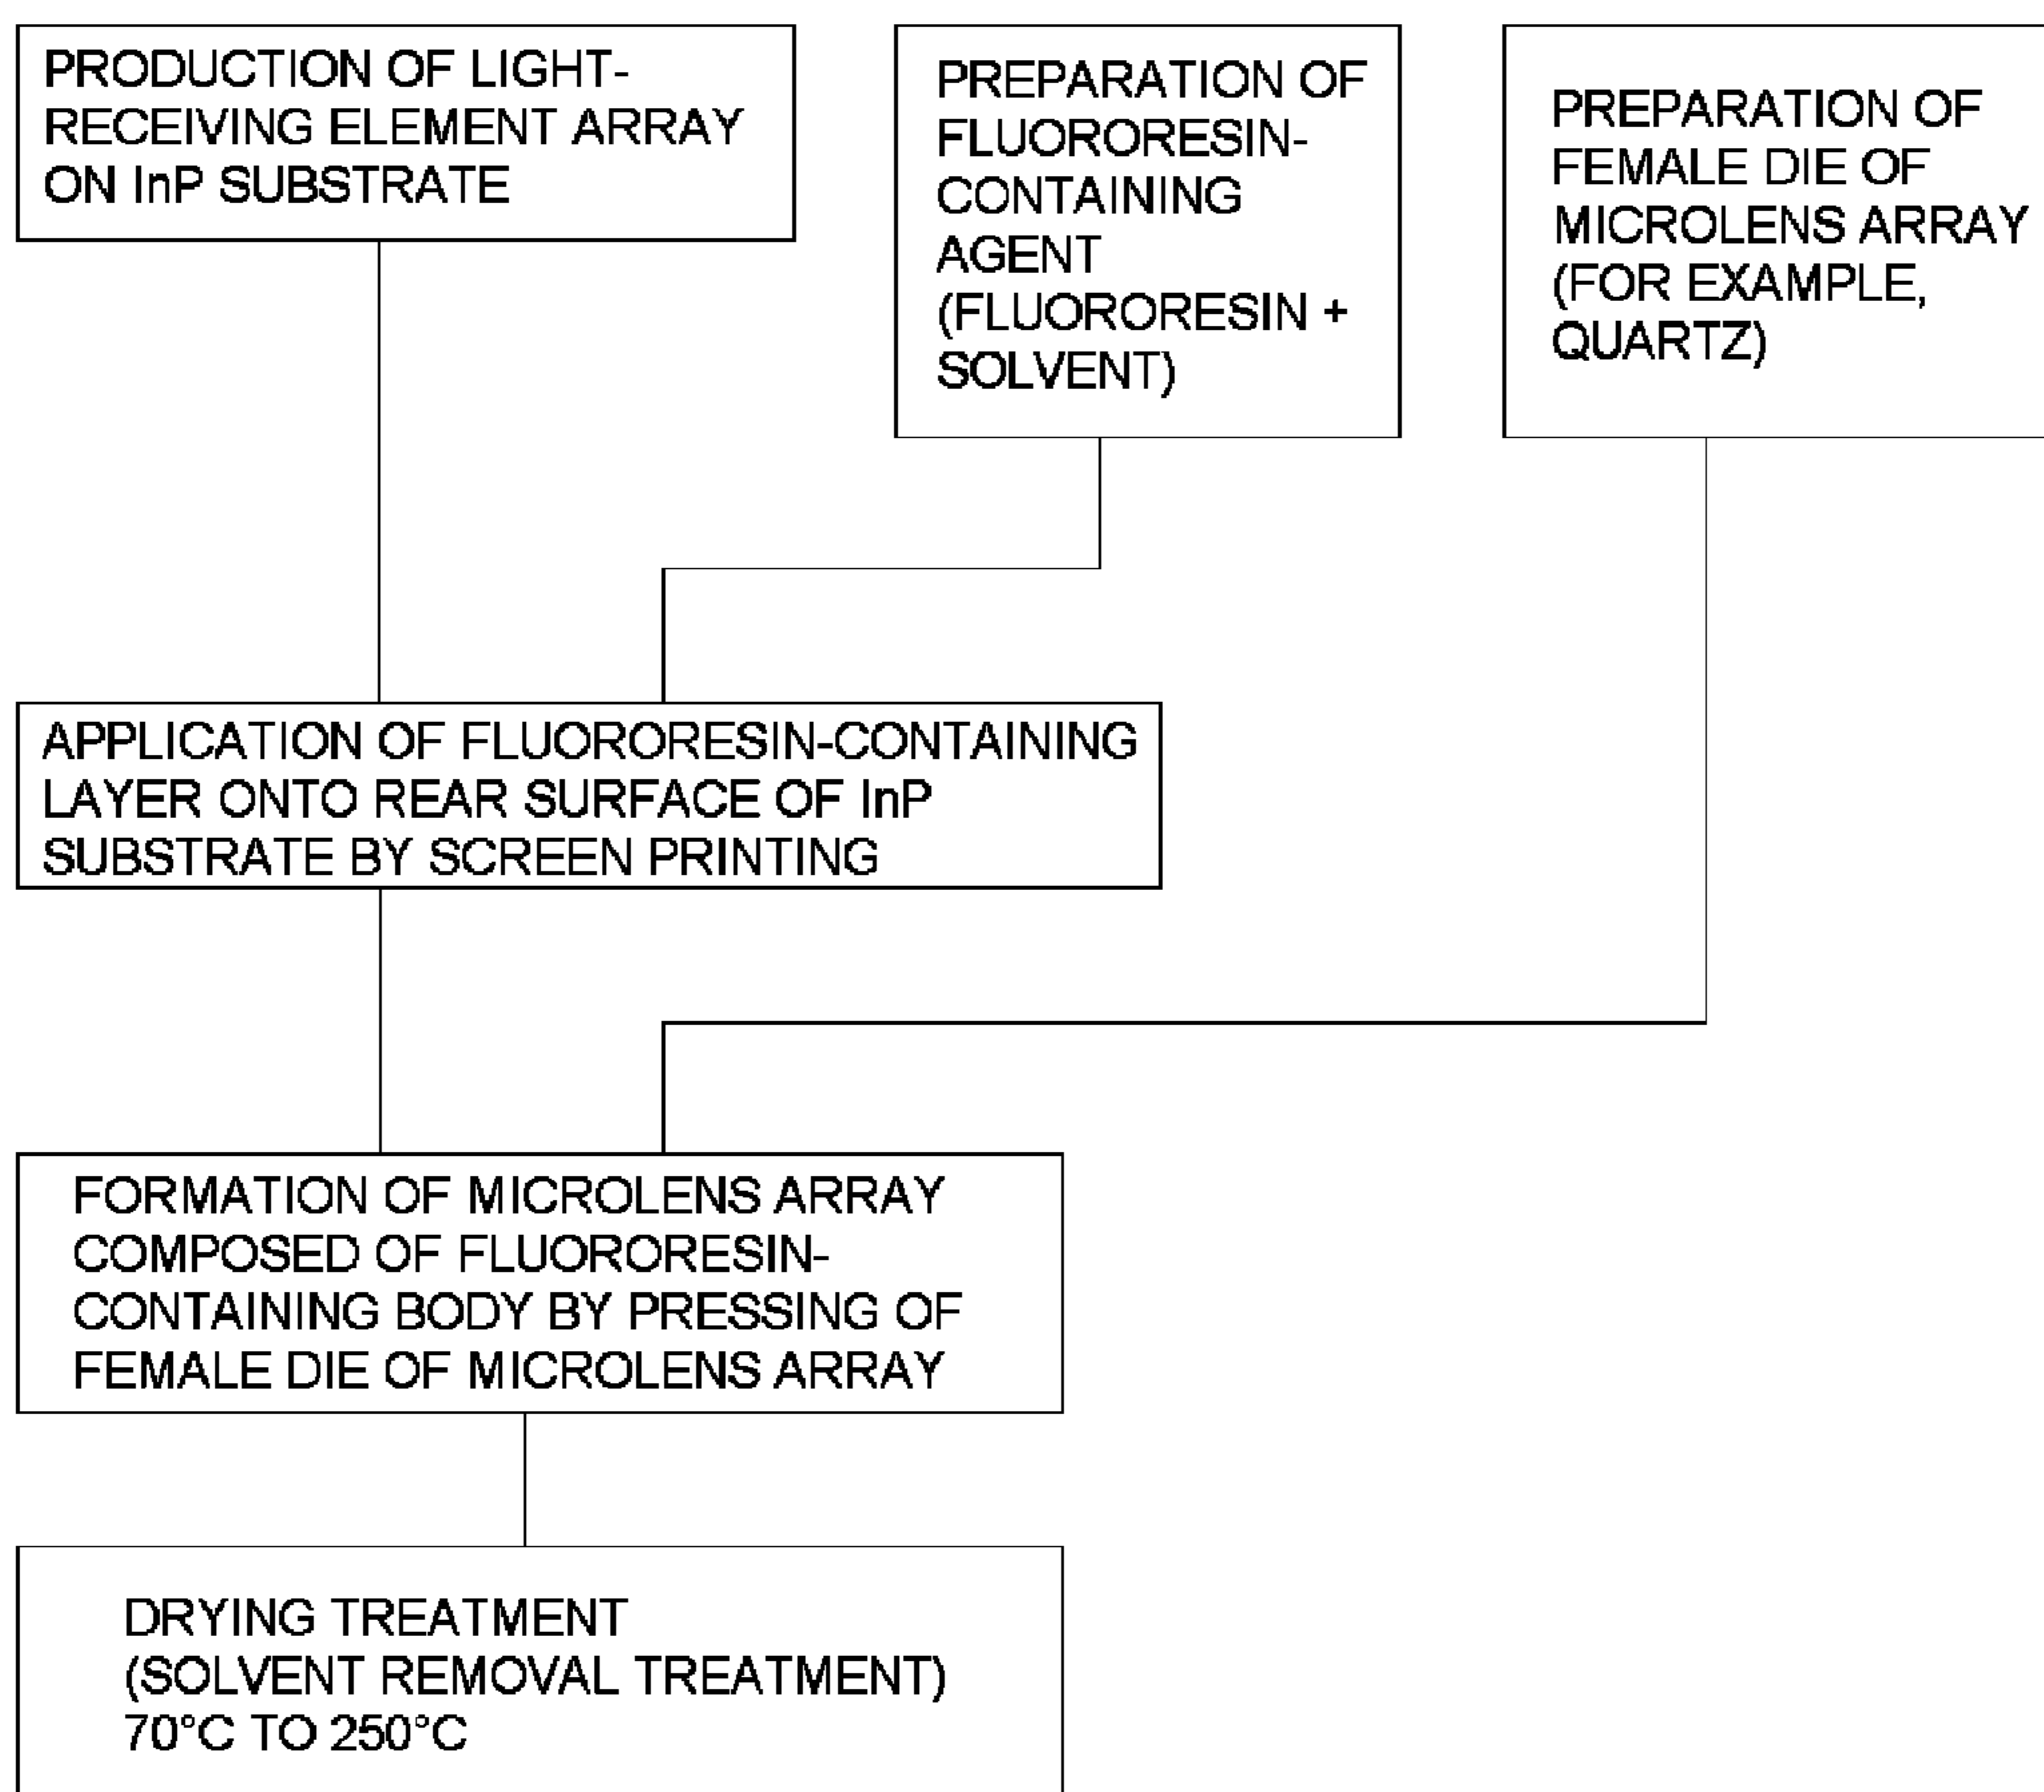 PRODUCTION OF LIGHT-
RECEIVING ELEMENT ARRAY
ON InP SUBSTRATE
PREPARATION OF
FLUORORESIN-
CONTAINING
AGENT
(FLUORORESIN +
SOLVENT)
PREPARATION OF
FEMALE DIE OF
MICROLENS ARRAY
(FOR EXAMPLE,
QUARTZ)
APPLICATION OF FLUORORESIN-CONTAINING
LAYER ONTO REAR SURFACE OF InP
SUBSTRATE BY SCREEN PRINTING
FORMATION OF MICROLENS ARRAY
COMPOSED OF FLUORORESIN-
CONTAINING BODY BY PRESSING OF
FEMALE DIE OF MICROLENS ARRAY
DRYING TREATMENT
(SOLVENT REMOVAL TREATMENT)
70°C TO 250°C